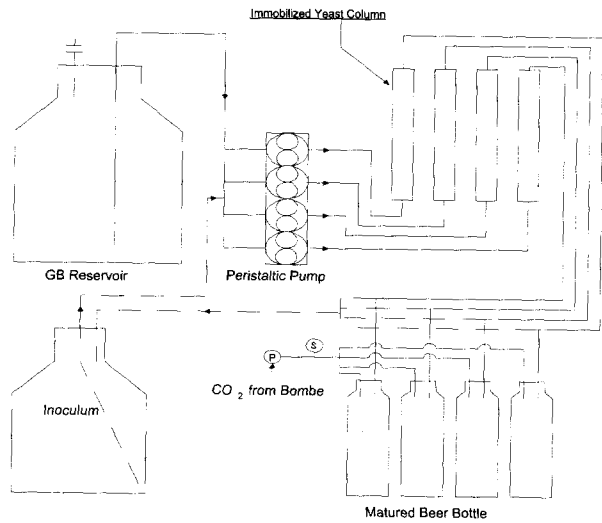 Immobilized Yeast Column
GB Reservoir
Peristaltic Pump
S
P
CO 2 from Bombe
Inoculum
Matured Beer Bottle